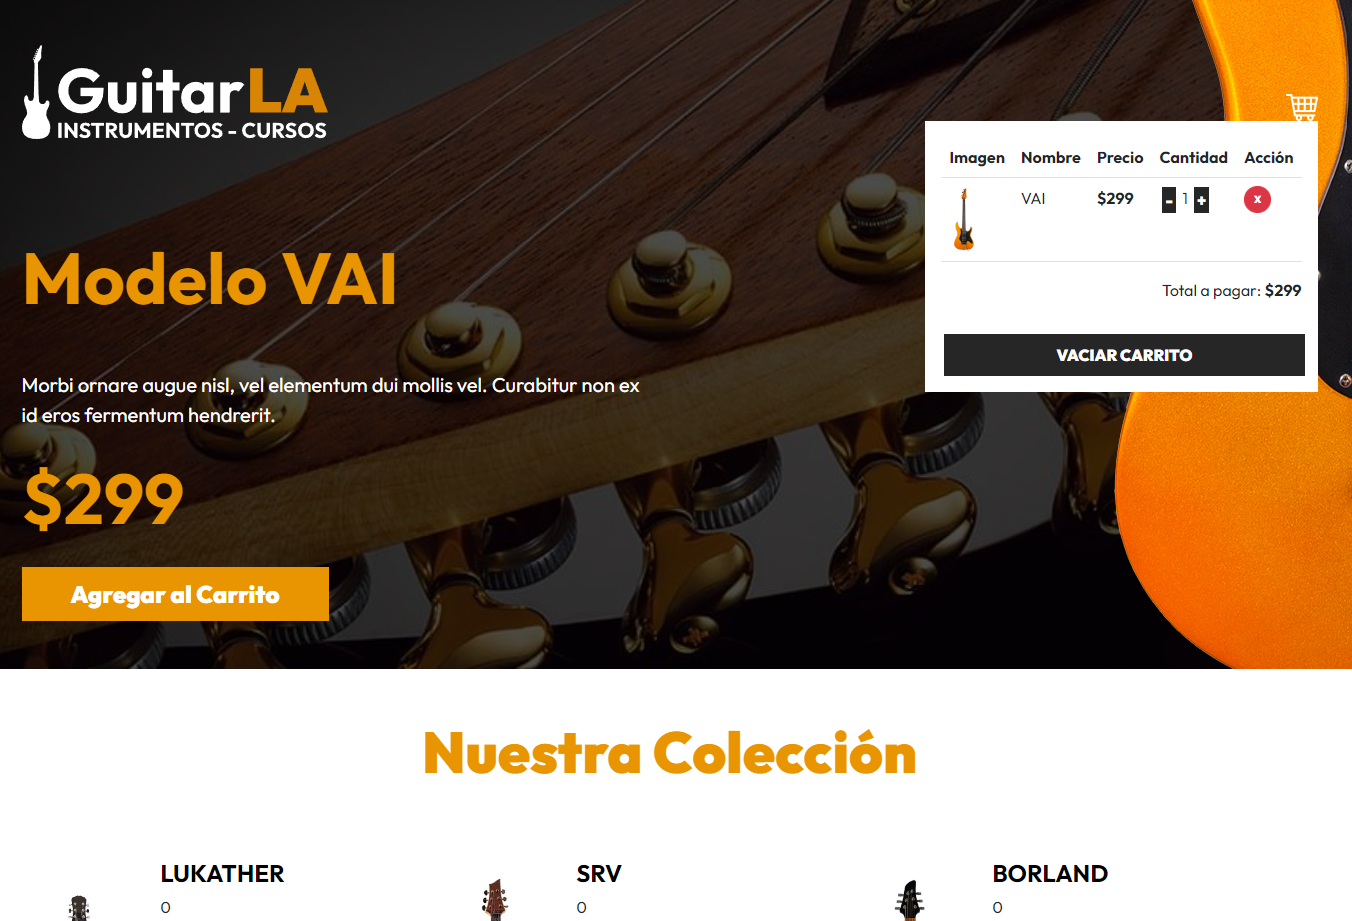 GuitarLA
INSTRUMENTOS - CURSOS
Imagen Nombre Precio Cantidad Acción
VAI $299 - 1 + x
Total a pagar: $299
VACIAR CARRITO
Modelo VAI
Morbi ornare augue nisl, vel elementum dui mollis vel. Curabitur non ex
id eros fermentum hendrerit.
$299
Agregar al Carrito
Nuestra Colección
LUKATHER SRV BORLAND
0 0 0